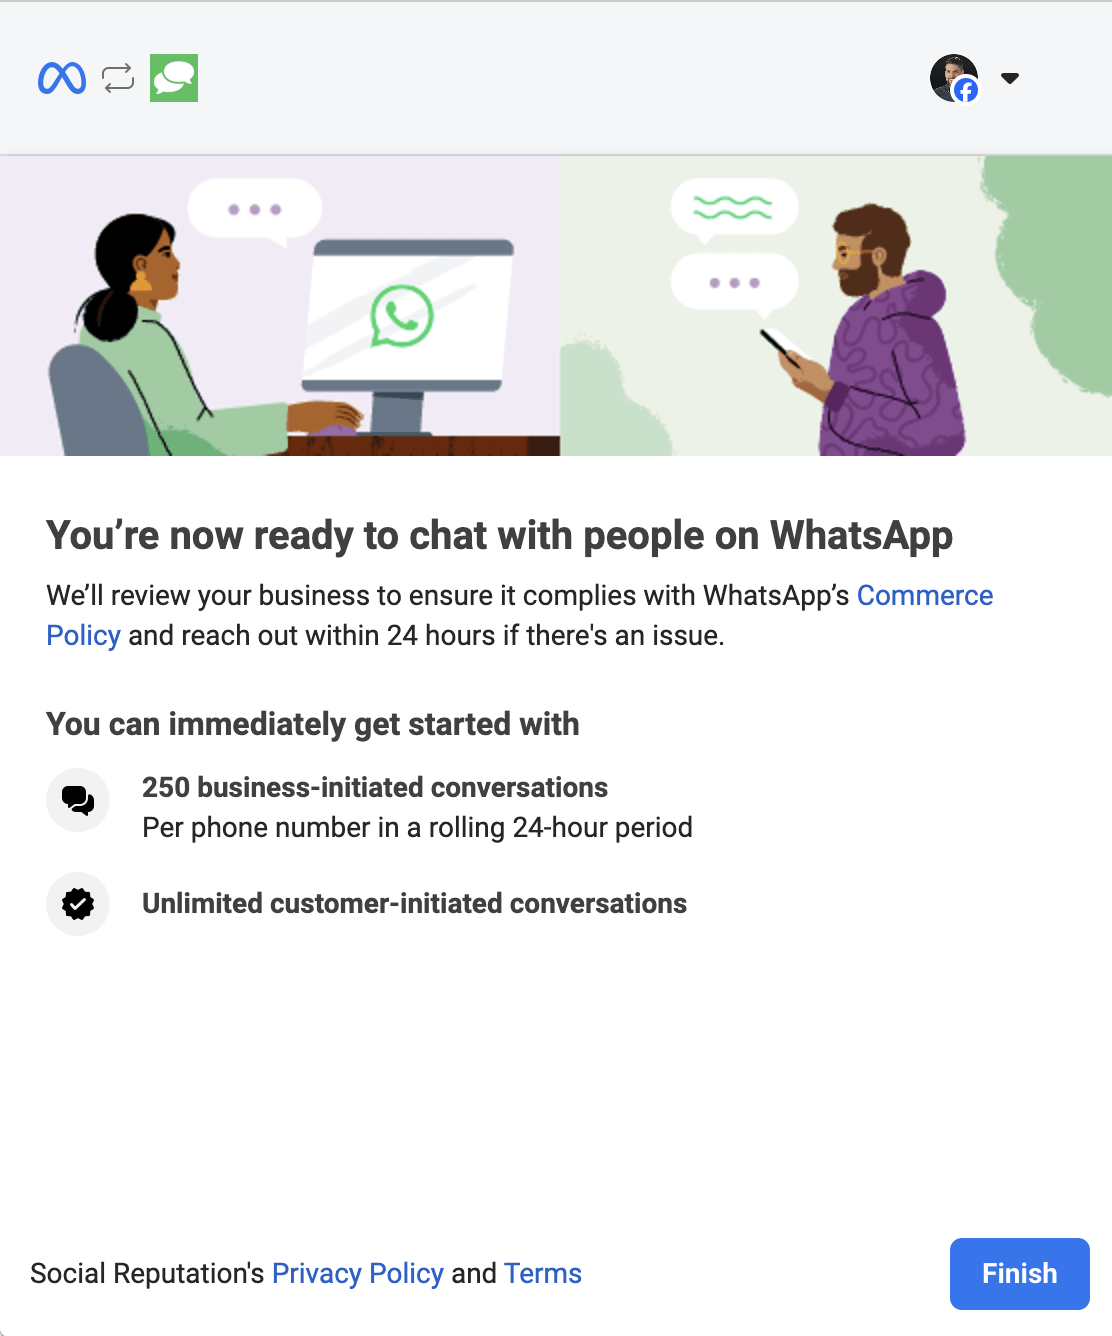 You’re now ready to chat with people on WhatsApp
We’ll review your business to ensure it complies with WhatsApp’s Commerce
Policy and reach out within 24 hours if there's an issue.
You can immediately get started with
250 business-initiated conversations
Per phone number in a rolling 24-hour period
Unlimited customer-initiated conversations
Social Reputation's Privacy Policy and Terms
Finish